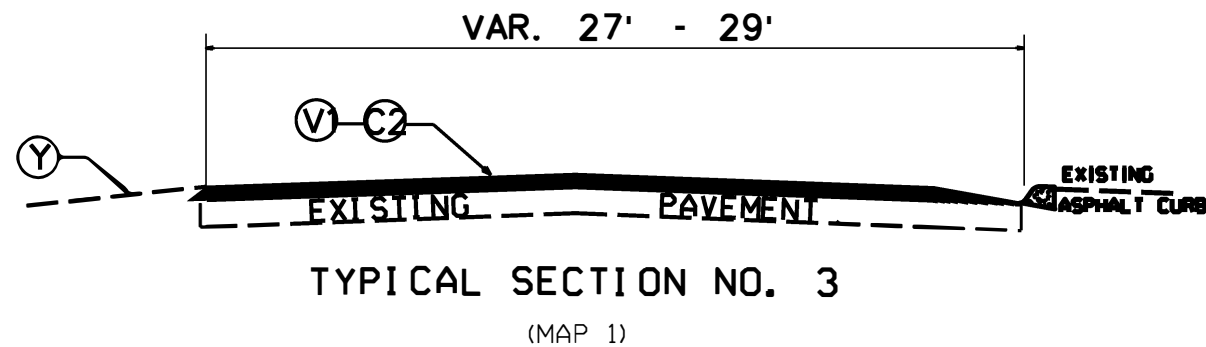 VAR. 27' - 29'
V1 C2
Y
EXISTING
ASPHALT CURB
EXISTING PAVEMENT
TYPICAL SECTION NO. 3
(MAP 1)